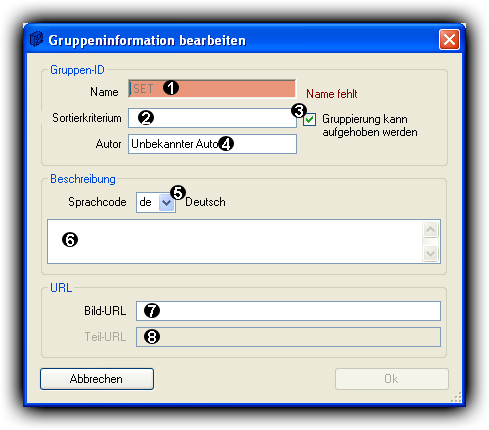 Gruppeninformation bearbeiten
Gruppen-ID
Name SET 1 Name fehlt
Sortierkriterium 2
3 Gruppierung kann
aufgehoben werden
Autor Unbekannter Auto 4
Beschreibung
Sprachcode de 5 Deutsch
6
URL
Bild-URL 7
Teil-URL 8
Abbrechen Ok